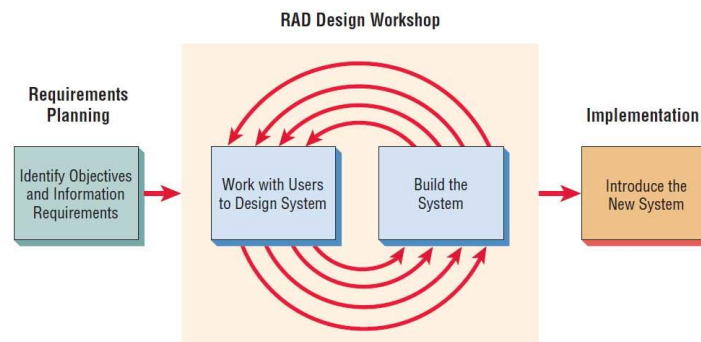 RAD Design Workshop
Requirements
Planning
Identify Objectives
and Information
Requirements
Work with Users
to Design System
Build the
System
Implementation
Introduce the
New System